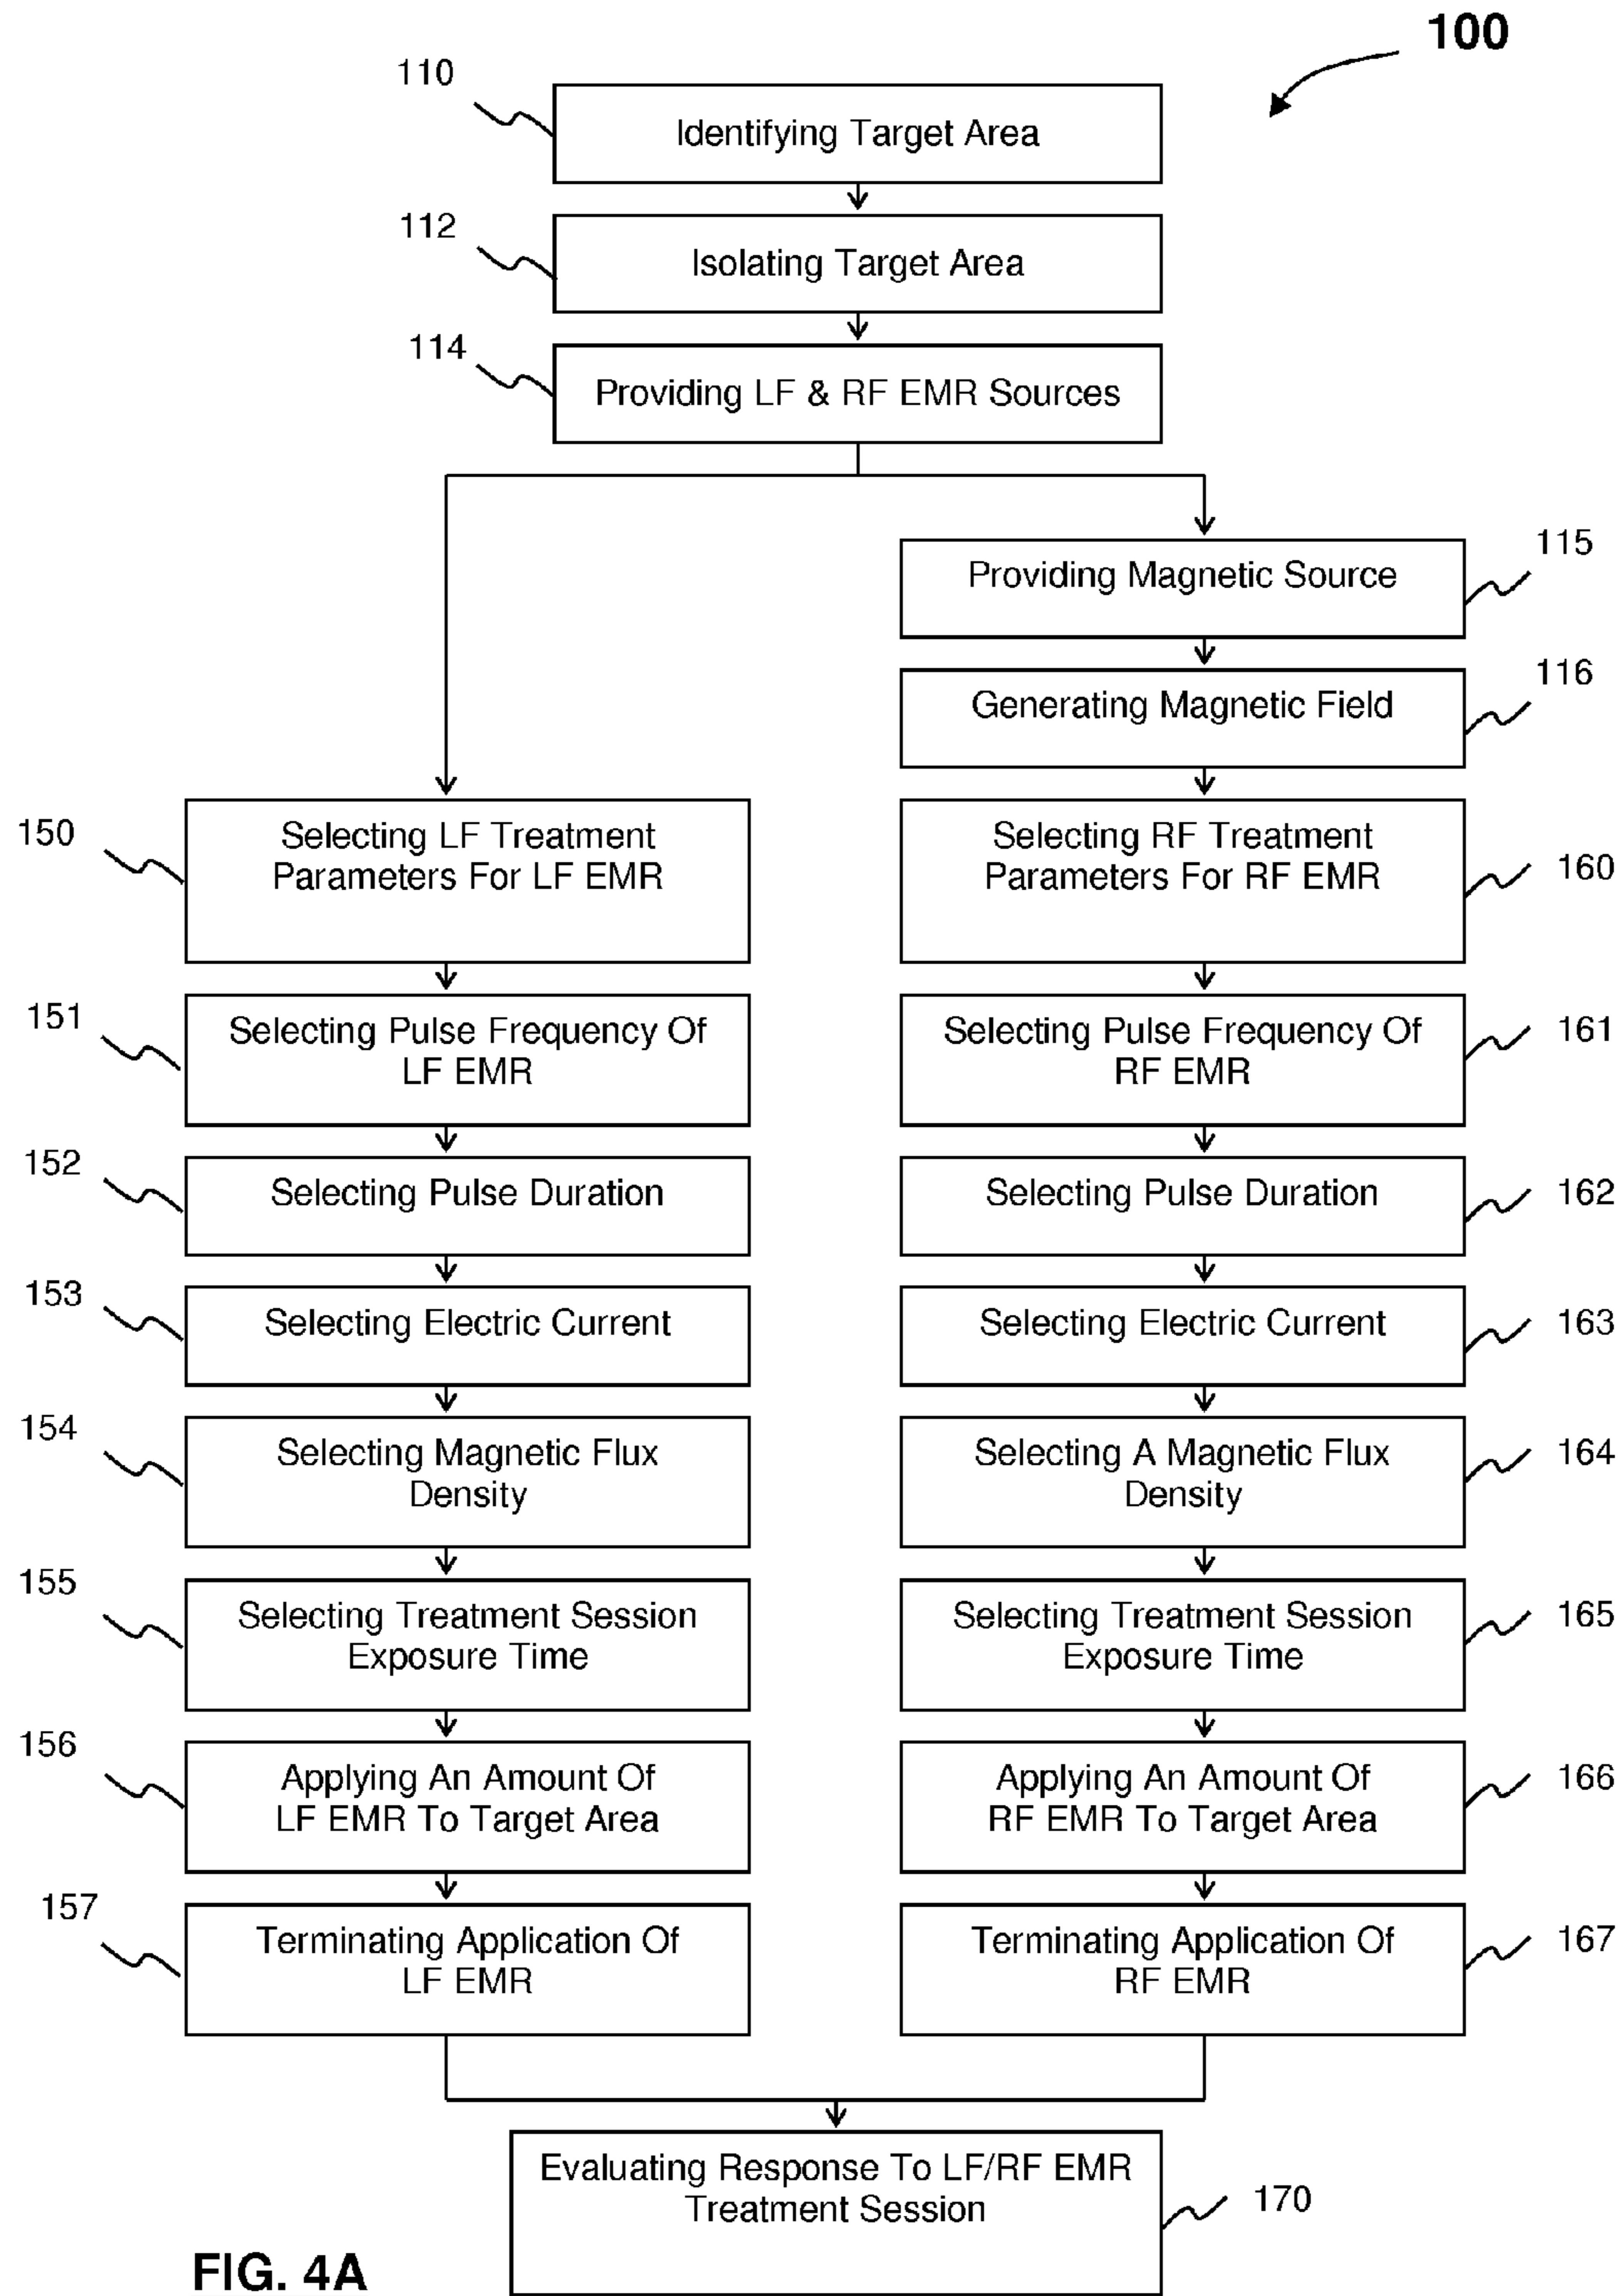 100
110
Identifying Target Area
112
Isolating Target Area
114
Providing LF & RF EMR Sources
115
Providing Magnetic Source
116
Generating Magnetic Field
150
Selecting LF Treatment
Parameters For LF EMR
Selecting RF Treatment
Parameters For RF EMR
160
151
Selecting Pulse Frequency Of
LF EMR
Selecting Pulse Frequency Of
RF EMR
161
152
Selecting Pulse Duration
Selecting Pulse Duration
162
153
Selecting Electric Current
Selecting Electric Current
163
154
Selecting Magnetic Flux
Density
Selecting A Magnetic Flux
Density
164
155
Selecting Treatment Session
Exposure Time
Selecting Treatment Session
Exposure Time
165
156
Applying An Amount Of
LF EMR To Target Area
Applying An Amount Of
RF EMR To Target Area
166
157
Terminating Application Of
LF EMR
Terminating Application Of
RF EMR
167
Evaluating Response To LF/RF EMR
Treatment Session
170
FIG. 4A